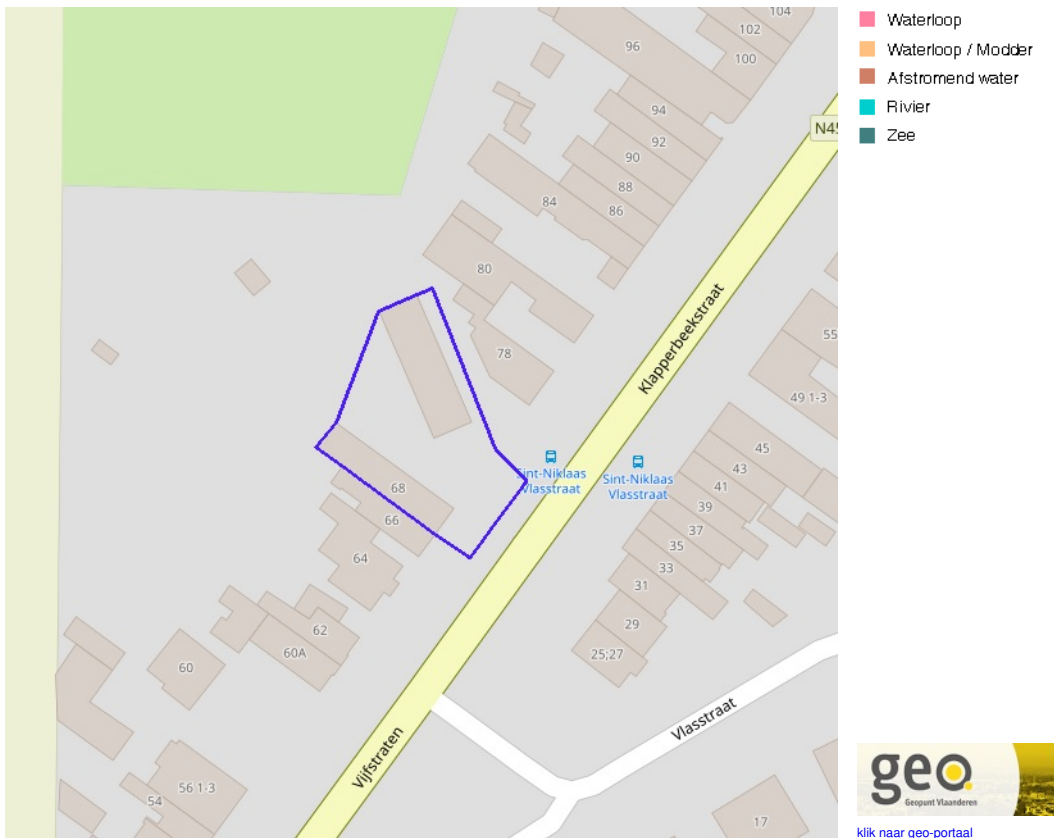 104
102
100
96
94
92
90
88
86
84
80
78
N45
Klapperbeekstraat
55
49 1-3
45
43
41
39
37
35
33
31
29
25;27
Sint-Niklaas
Vlasstraat
Sint-Niklaas
Vlasstraat
68
66
64
62
60A
60
56 1-3
54
Vijfstraten
Vlasstraat
17
Waterloop
Waterloop / Modder
Afstromend water
Rivier
Zee
geo
Geopunt Vlaanderen
klik naar geo-portaal